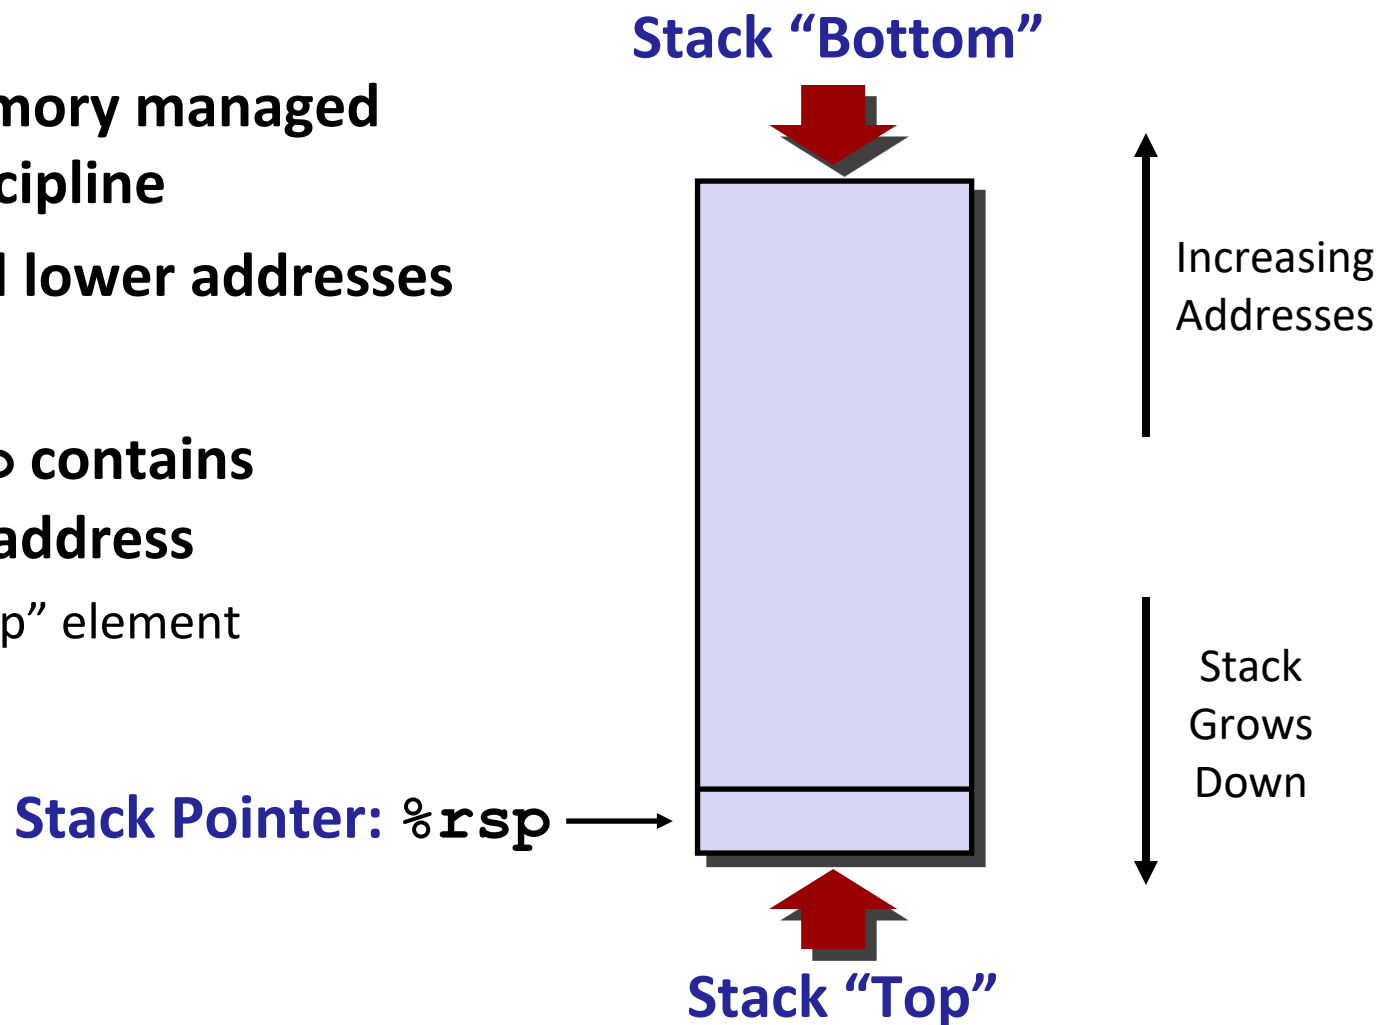 Stack “Bottom”
mory managed
cipline
lower addresses
contains
address
p” element
Increasing
Addresses
Stack
Grows
Down
Stack Pointer: %rsp
Stack “Top”